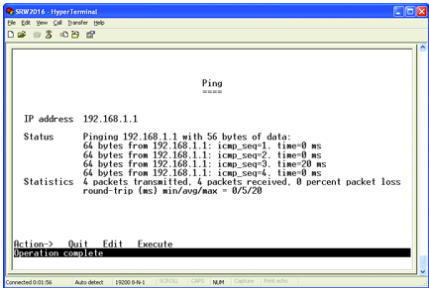 SRW2016 - HyperTerminal
File Edit View Call Transfer Help
Ping
====
IP address 192.168.1.1
Status Pinging 192.168.1.1 with 56 bytes of data:
64 bytes from 192.168.1.1: icmp_seq=1. time=0 ms
64 bytes from 192.168.1.1: icmp_seq=2. time=0 ms
64 bytes from 192.168.1.1: icmp_seq=3. time=20 ms
64 bytes from 192.168.1.1: icmp_seq=4. time=0 ms
Statistics 4 packets transmitted, 4 packets received, 0 percent packet loss
round-trip (ms) min/avg/max = 0/5/20
Action-> Quit Edit Execute
Operation complete
Connected 0:01:56 Auto detect 19200 8-N-1 SCROLL CAPS NUM Capture Print echo